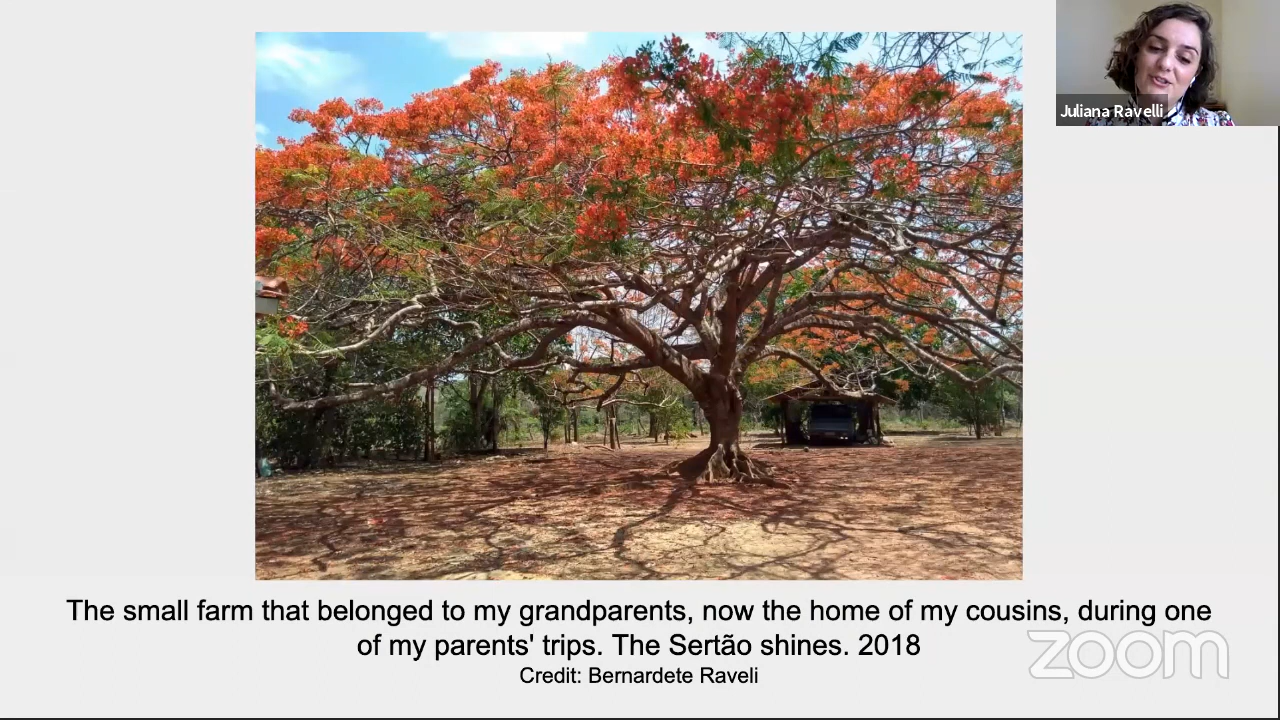 Juliana Ravelli
The small farm that belonged to my grandparents, now the home of my cousins, during one
of my parents' trips. The Sertão shines. 2018
Credit: Bernardete Raveli
zoom